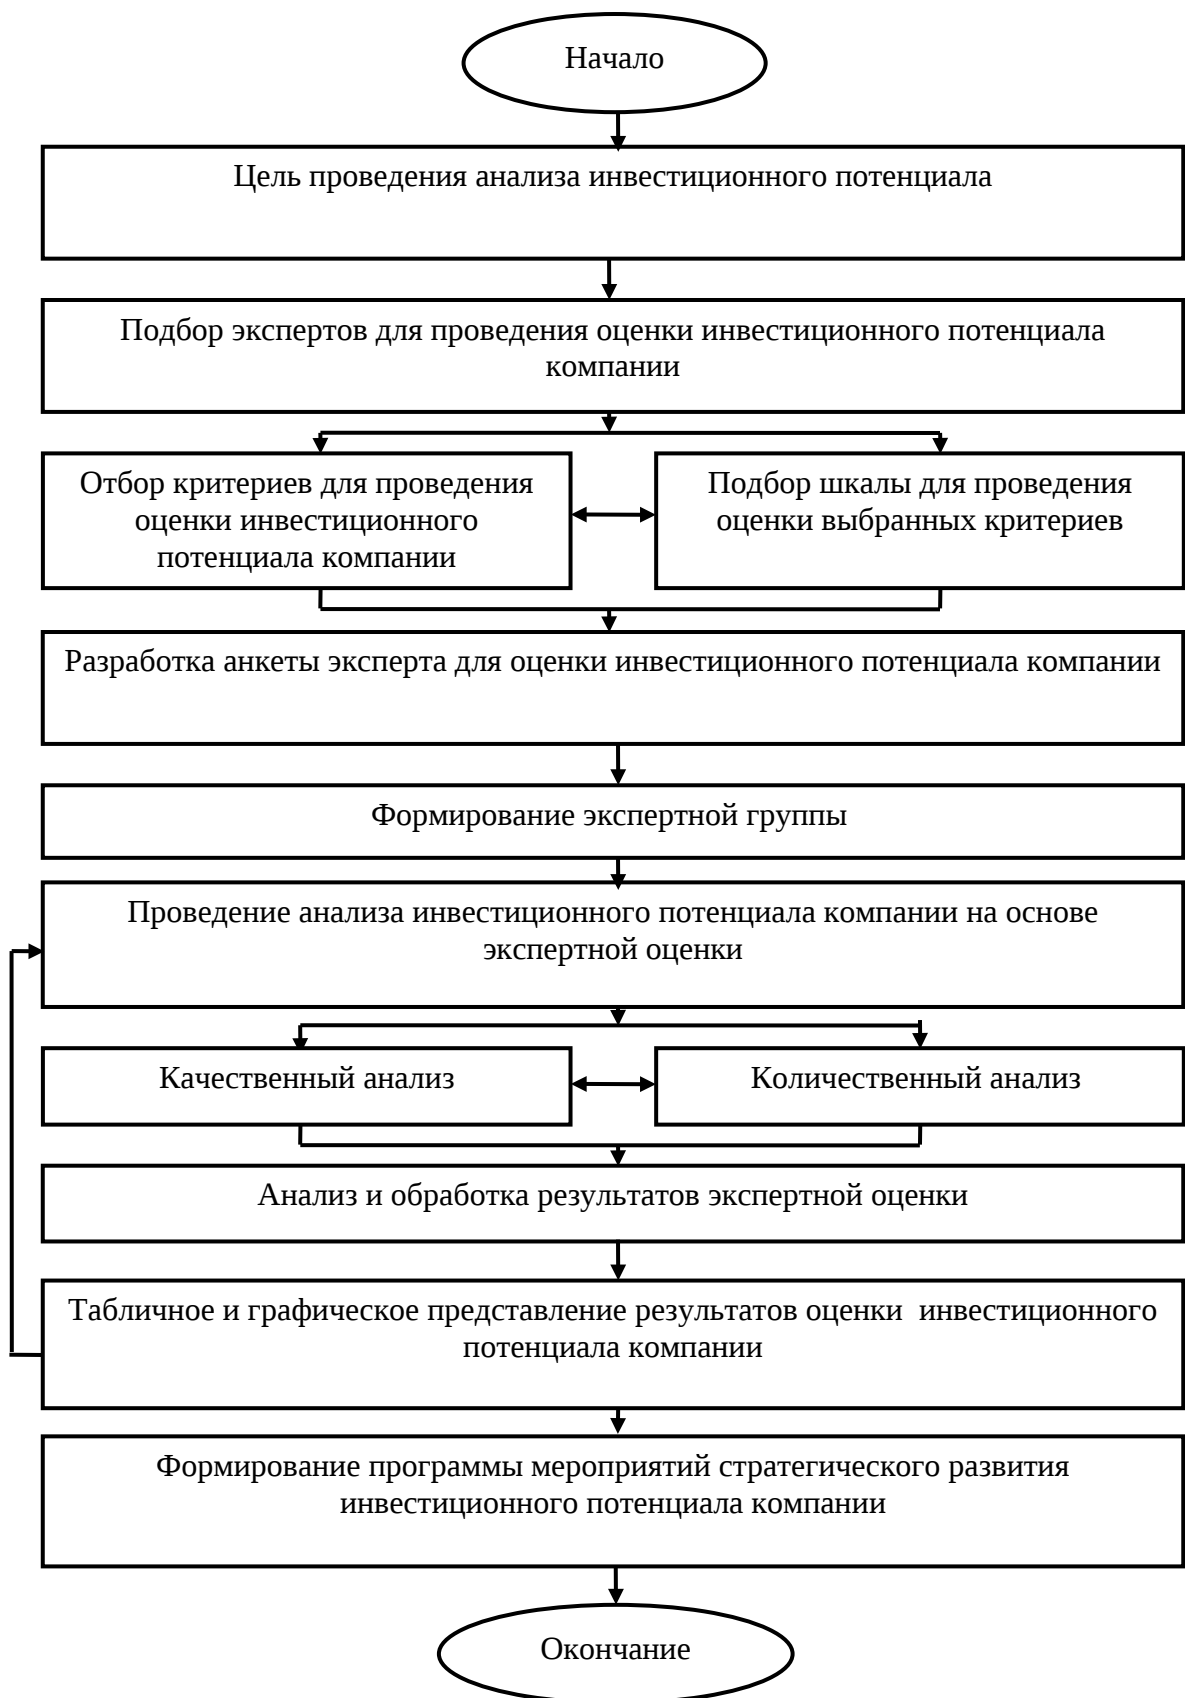 Начало
Цель проведения анализа инвестиционного потенциала
Подбор экспертов для проведения оценки инвестиционного потенциала
компании
Отбор критериев для проведения
оценки инвестиционного
потенциала компании
Подбор шкалы для проведения
оценки выбранных критериев
Разработка анкеты эксперта для оценки инвестиционного потенциала компании
Формирование экспертной группы
Проведение анализа инвестиционного потенциала компании на основе
экспертной оценки
Качественный анализ
Количественный анализ
Анализ и обработка результатов экспертной оценки
Табличное и графическое представление результатов оценки  инвестиционного
потенциала компании
Формирование программы мероприятий стратегического развития
инвестиционного потенциала компании
Окончание